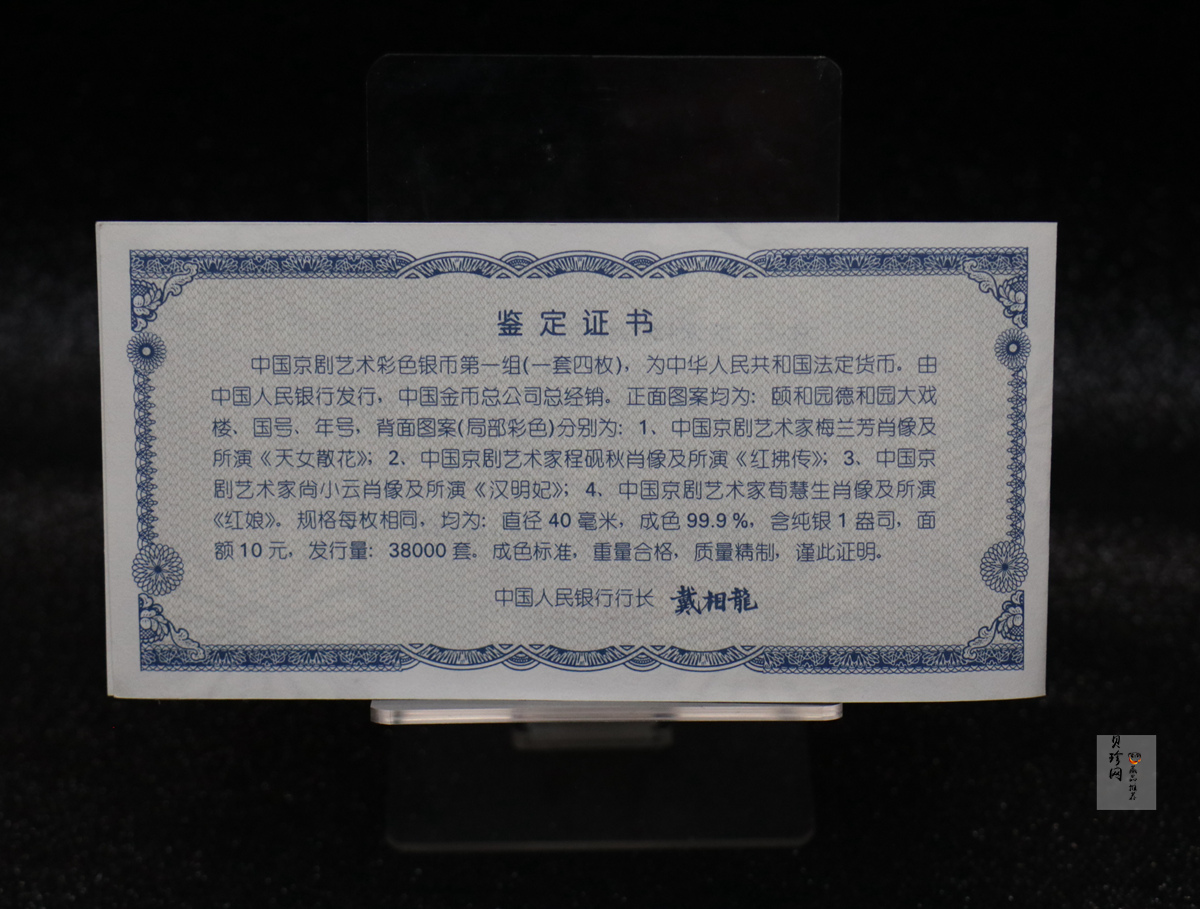 鉴定证书
中国京剧艺术彩色银币第一组(一套四枚)，为中华人民共和国法定货币。由
中国人民银行发行，中国金币总公司总经销。正面图案均为：颐和园德和园大戏
楼、国号、年号，背面图案(局部彩色)分别为：1、中国京剧艺术家梅兰芳肖像及
所演《天女散花》；2、中国京剧艺术家程砚秋肖像及所演《红拂传》；3、中国京
剧艺术家尚小云肖像及所演《汉明妃》；4、中国京剧艺术家荀慧生肖像及所演
《红娘》。规格每枚相同，均为：直径40毫米，成色99.9%，含纯银1盎司，面
额10元，发行量：38000套。成色标准，重量合格，质量精制，谨此证明。
中国人民银行行长 戴相龍
贝珍网